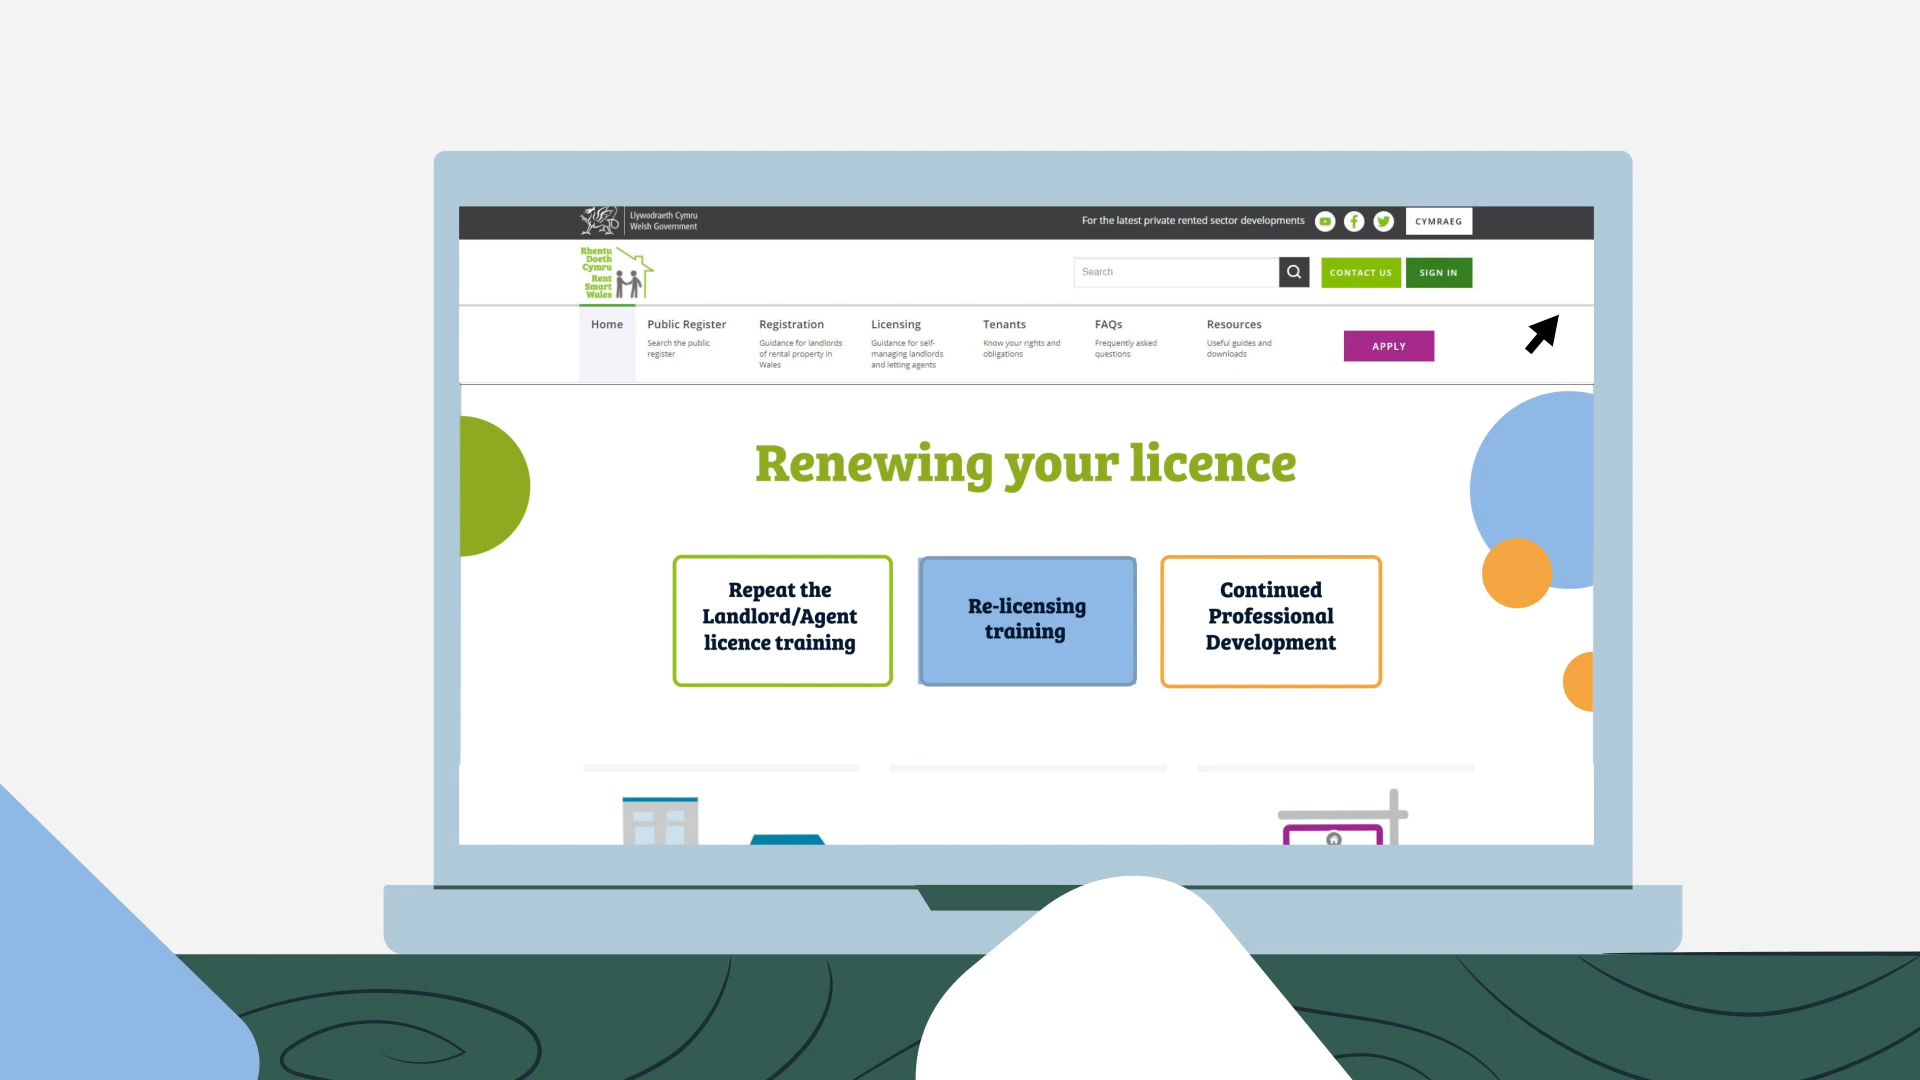 Llywodraeth Cymru
Welsh Government
For the latest private rented sector developments
CYMRAEG
Rhentu
Doeth
Cymru
Rent
Smart
Wales
Search
CONTACT US
SIGN IN
Home
Public Register
Search the public
register
Registration
Guidance for landlords
of rental property in
Wales
Licensing
Guidance for self-
managing landlords
and letting agents
Tenants
Know your rights and
obligations
FAQs
Frequently asked
questions
Resources
Useful guides and
downloads
APPLY
Renewing your licence
Repeat the
Landlord/Agent
licence training
Re-licensing
training
Continued
Professional
Development